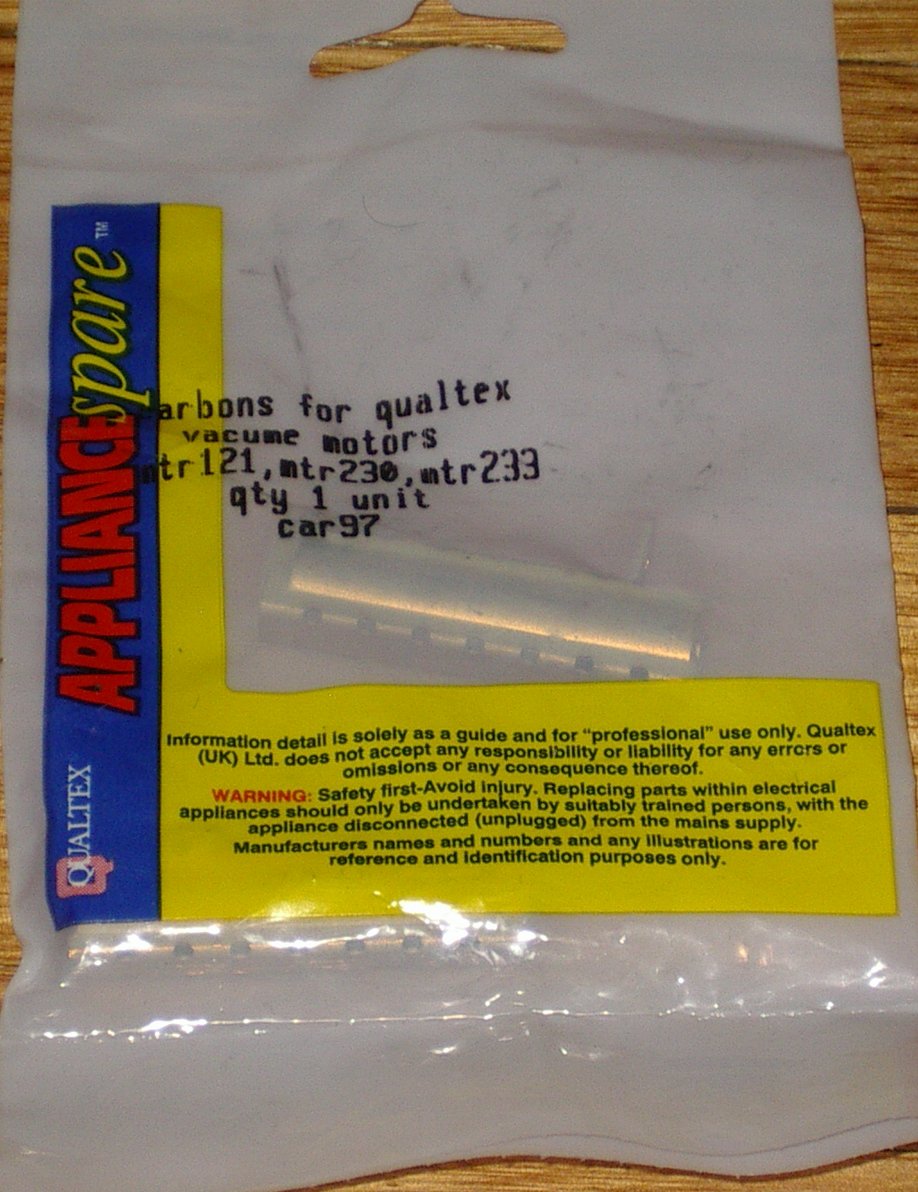 APPLIANCE spare™
QUALTEX
arbons for qualtex
vacume motors
mtr121,mtr230,mtr233
qty 1 unit
car97
Information detail is solely as a guide and for “professional” use only. Qualtex
(UK) Ltd. does not accept any responsibility or liability for any errors or
omissions or any consequence thereof.
WARNING: Safety first-Avoid injury. Replacing parts within electrical
appliances should only be undertaken by suitably trained persons, with the
appliance disconnected (unplugged) from the mains supply.
Manufacturers names and numbers and any illustrations are for
reference and identification purposes only.